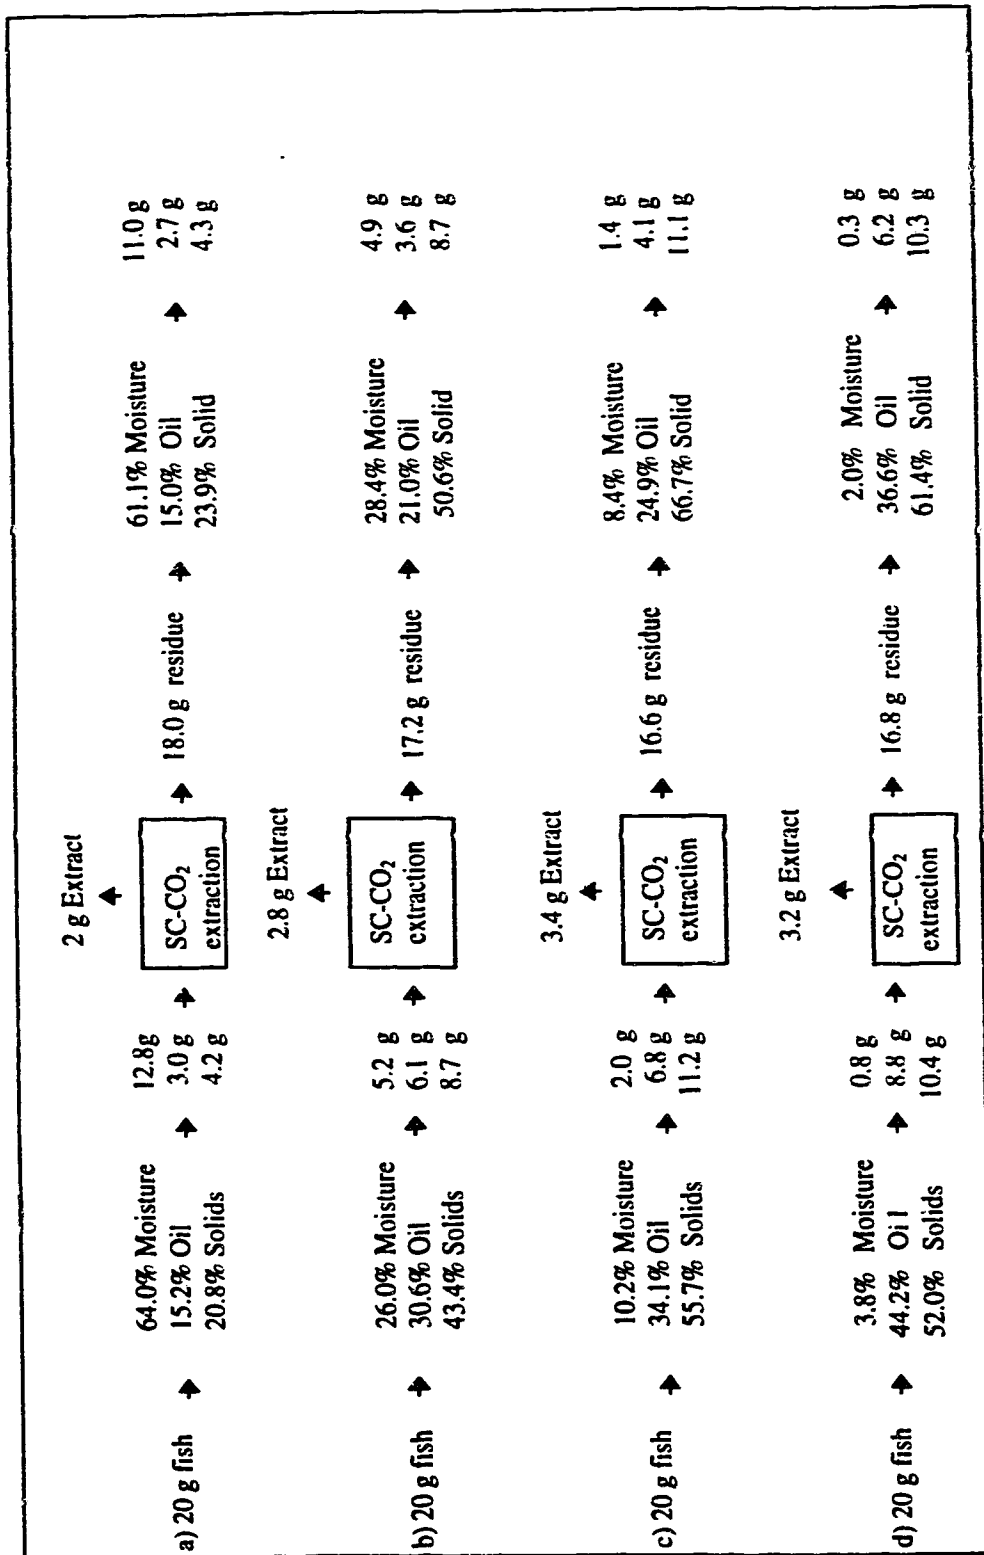 2 g Extract
a) 20 g fish
64.0% Moisture
15.2% Oil
20.8% Solids
12.8g
3.0 g
4.2 g
SC-CO₂
extraction
18.0 g residue
61.1% Moisture
15.0% Oil
23.9% Solid
11.0 g
2.7 g
4.3 g
2.8 g Extract
b) 20 g fish
26.0% Moisture
30.6% Oil
43.4% Solids
5.2 g
6.1 g
8.7 g
SC-CO₂
extraction
17.2 g residue
28.4% Moisture
21.0% Oil
50.6% Solid
4.9 g
3.6 g
8.7 g
3.4 g Extract
c) 20 g fish
10.2% Moisture
34.1% Oil
55.7% Solids
2.0 g
6.8 g
11.2 g
SC-CO₂
extraction
16.6 g residue
8.4% Moisture
24.9% Oil
66.7% Solid
1.4 g
4.1 g
11.1 g
3.2 g Extract
d) 20 g fish
3.8% Moisture
44.2% Oil
52.0% Solids
0.8 g
8.8 g
10.4 g
SC-CO₂
extraction
16.8 g residue
2.0% Moisture
36.6% Oil
61.4% Solid
0.3 g
6.2 g
10.3 g